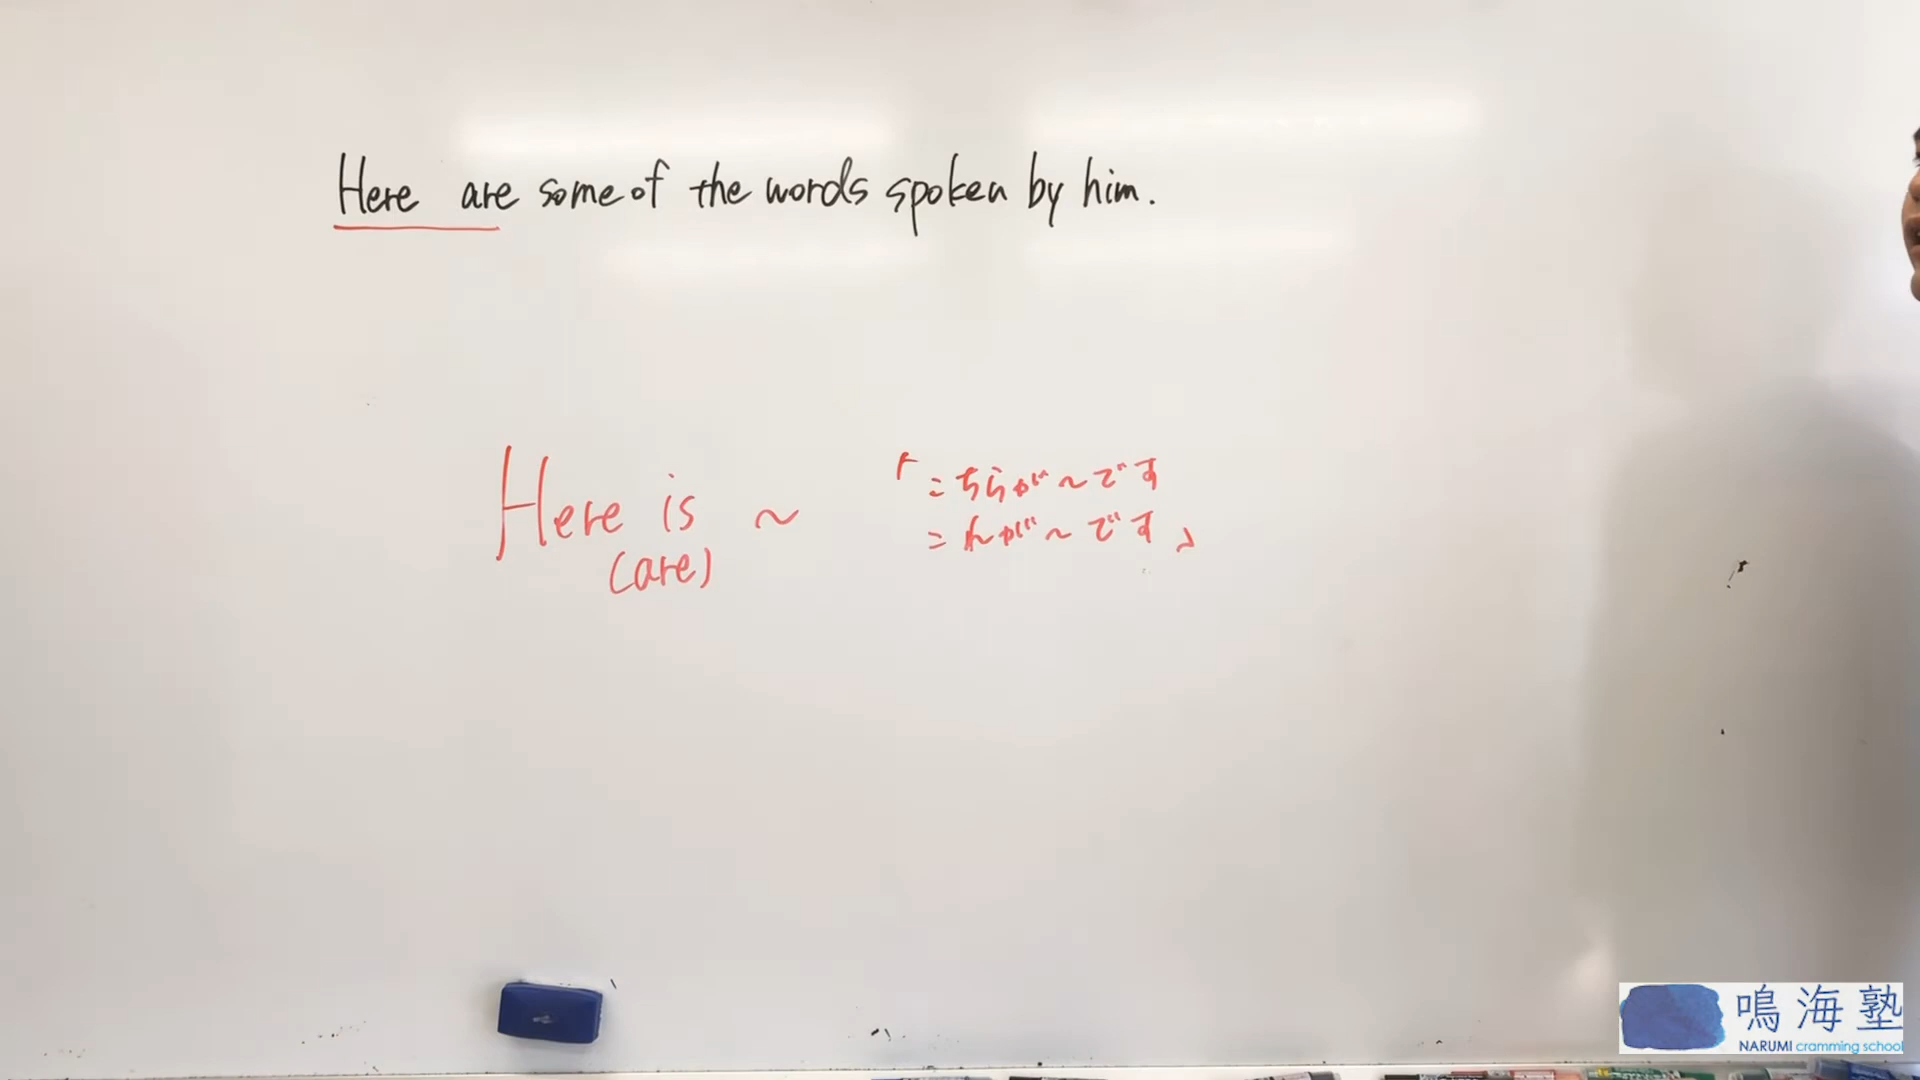 Here are some of the words spoken by him.
Here is ~
(are)
「こちらが~です
これが~です」
鳴海塾
NARUMI cramming school